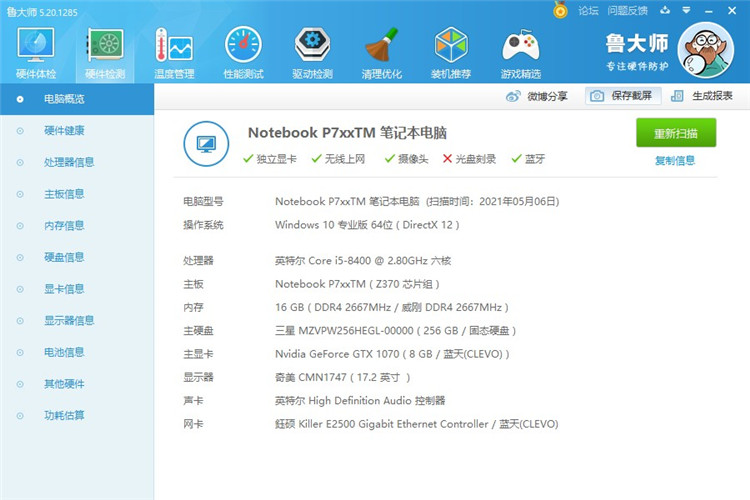 鲁大师 5.20.1285
论坛 问题反馈
硬件体检 硬件检测 温度管理 性能测试 驱动检测 清理优化 装机推荐 游戏精选
鲁大师
专注硬件防护
电脑概览
硬件健康
处理器信息
主板信息
内存信息
硬盘信息
显卡信息
显示器信息
电池信息
其他硬件
功耗估算
微博分享 保存截屏 生成报表
Notebook P7xxTM 笔记本电脑
独立显卡 无线上网 摄像头 光盘刻录 蓝牙
重新扫描
复制信息
电脑型号 Notebook P7xxTM 笔记本电脑 (扫描时间：2021年05月06日)
操作系统 Windows 10 专业版 64位 ( DirectX 12 )
处理器 英特尔 Core i5-8400 @ 2.80GHz 六核
主板 Notebook P7xxTM ( Z370 芯片组 )
内存 16 GB ( DDR4 2667MHz / 威刚 DDR4 2667MHz )
主硬盘 三星 MZVPW256HEGL-00000 ( 256 GB / 固态硬盘 )
主显卡 Nvidia GeForce GTX 1070 ( 8 GB / 蓝天(CLEVO) )
显示器 奇美 CMN1747 ( 17.2 英寸 )
声卡 英特尔 High Definition Audio 控制器
网卡 鈺硕 Killer E2500 Gigabit Ethernet Controller / 蓝天(CLEVO)